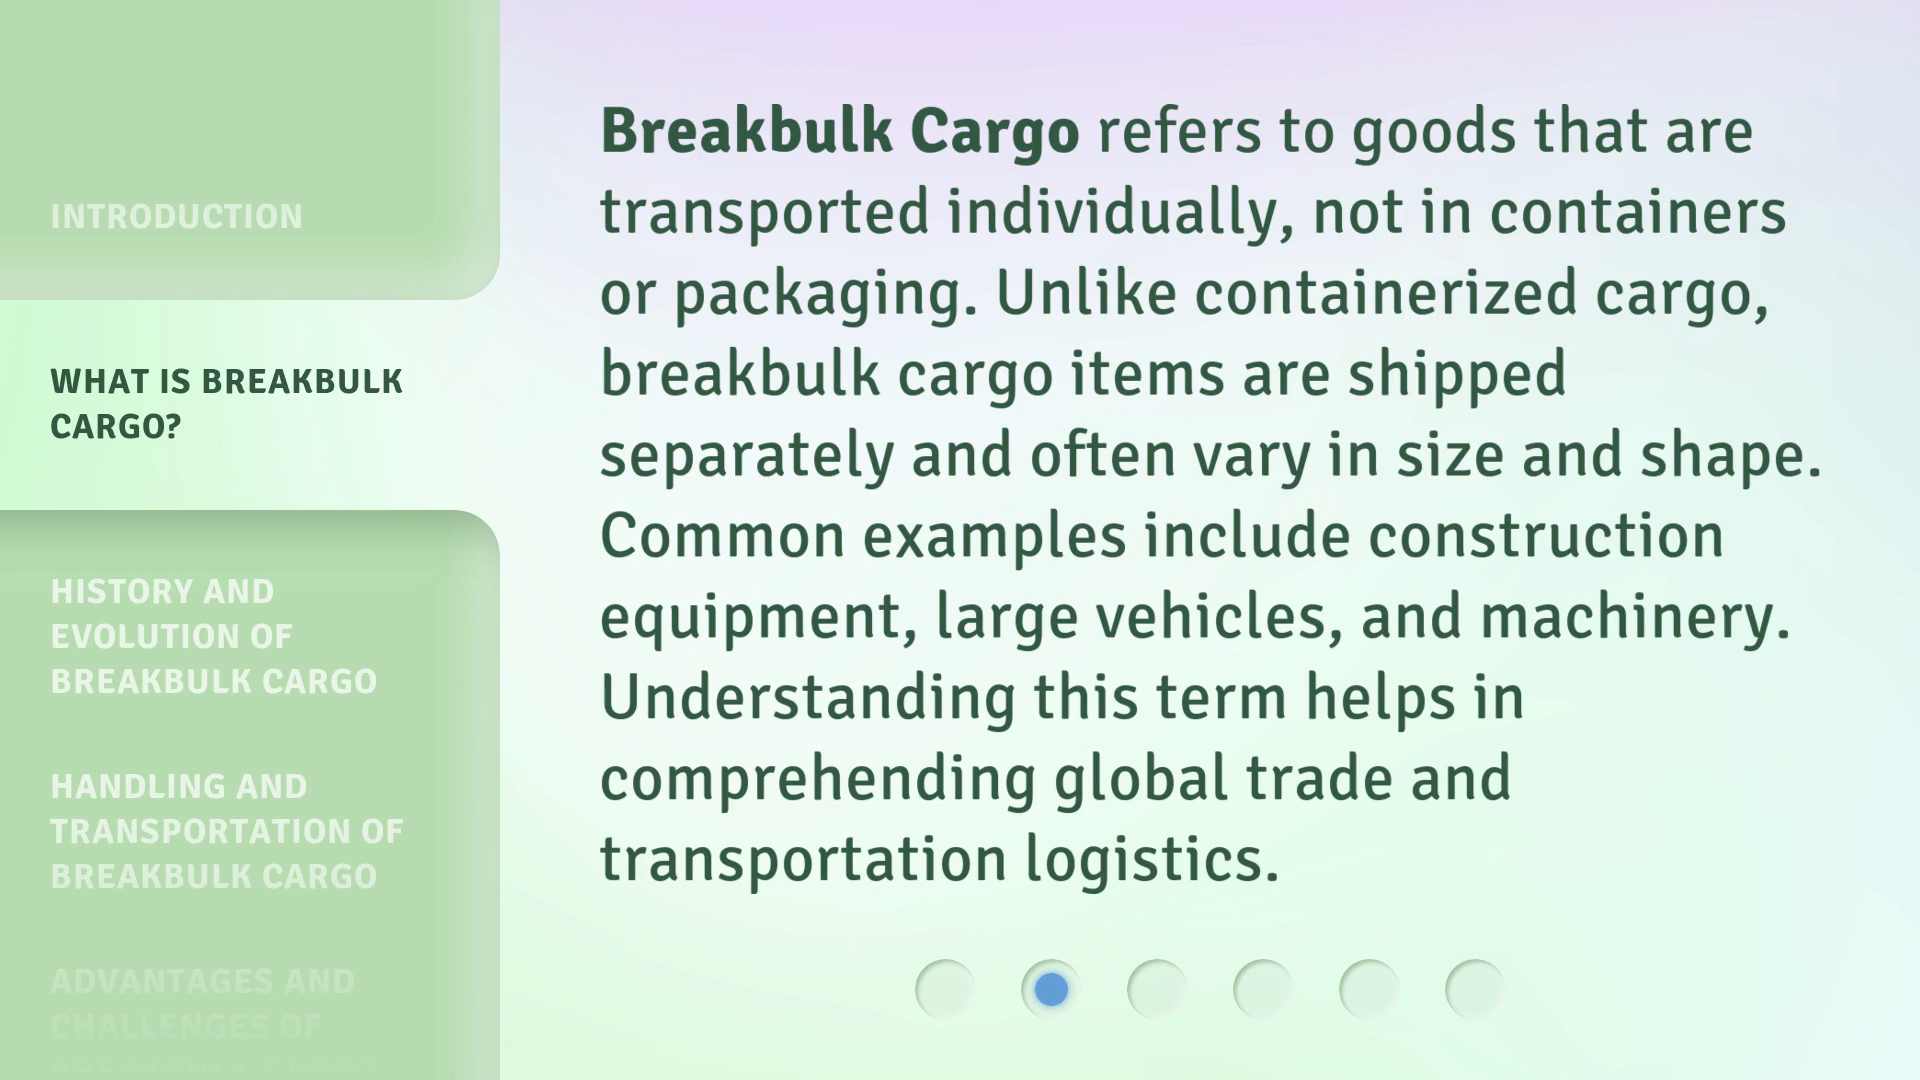 INTRODUCTION
WHAT IS BREAKBULK
CARGO?
HISTORY AND
EVOLUTION OF
BREAKBULK CARGO
HANDLING AND
TRANSPORTATION OF
BREAKBULK CARGO
ADVANTAGES AND
CHALLENGES OF
Breakbulk Cargo refers to goods that are
transported individually, not in containers
or packaging. Unlike containerized cargo,
breakbulk cargo items are shipped
separately and often vary in size and shape.
Common examples include construction
equipment, large vehicles, and machinery.
Understanding this term helps in
comprehending global trade and
transportation logistics.